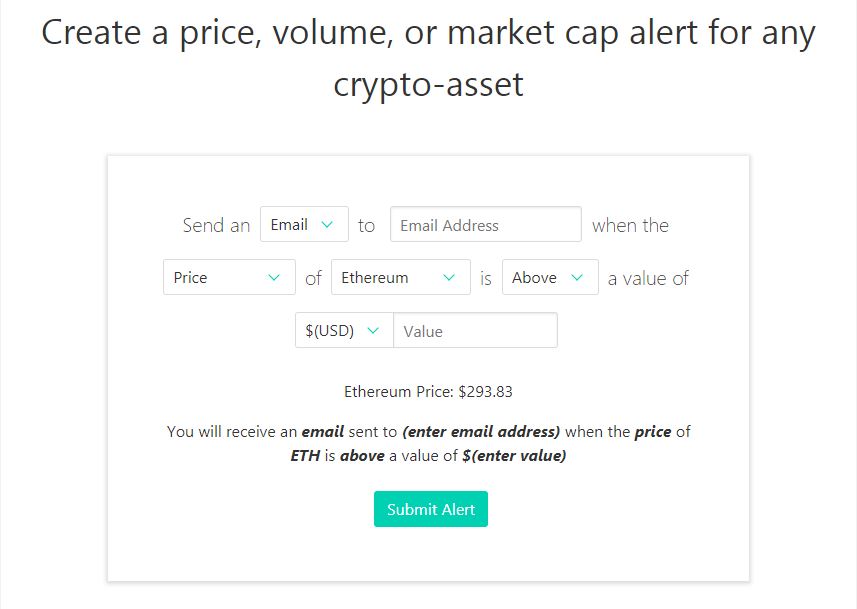 Create a price, volume, or market cap alert for any
crypto-asset
Send an Email to Email Address when the
Price of Ethereum is Above a value of
$(USD) Value
Ethereum Price: $293.83
You will receive an email sent to (enter email address) when the price of
ETH is above a value of $(enter value)
Submit Alert